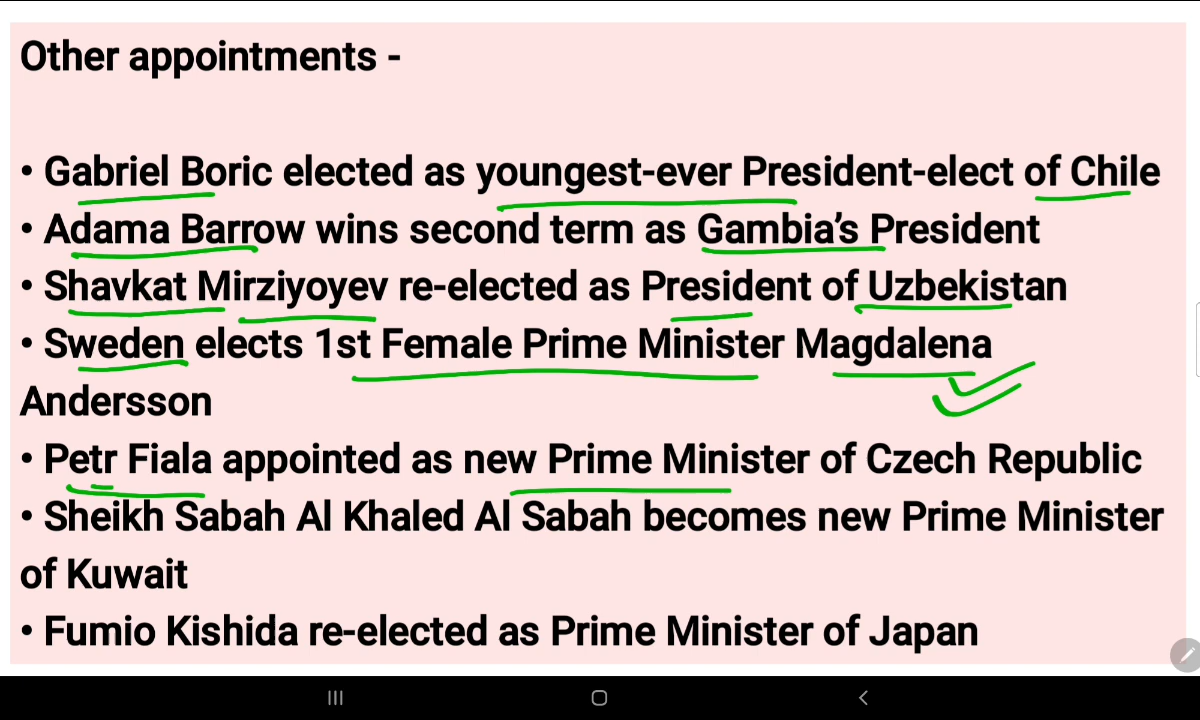 Other appointments -
• Gabriel Boric elected as youngest-ever President-elect of Chile
• Adama Barrow wins second term as Gambia's President
• Shavkat Mirziyoyev re-elected as President of Uzbekistan
• Sweden elects 1st Female Prime Minister Magdalena
Andersson
• Petr Fiala appointed as new Prime Minister of Czech Republic
• Sheikh Sabah Al Khaled Al Sabah becomes new Prime Minister
of Kuwait
• Fumio Kishida re-elected as Prime Minister of Japan